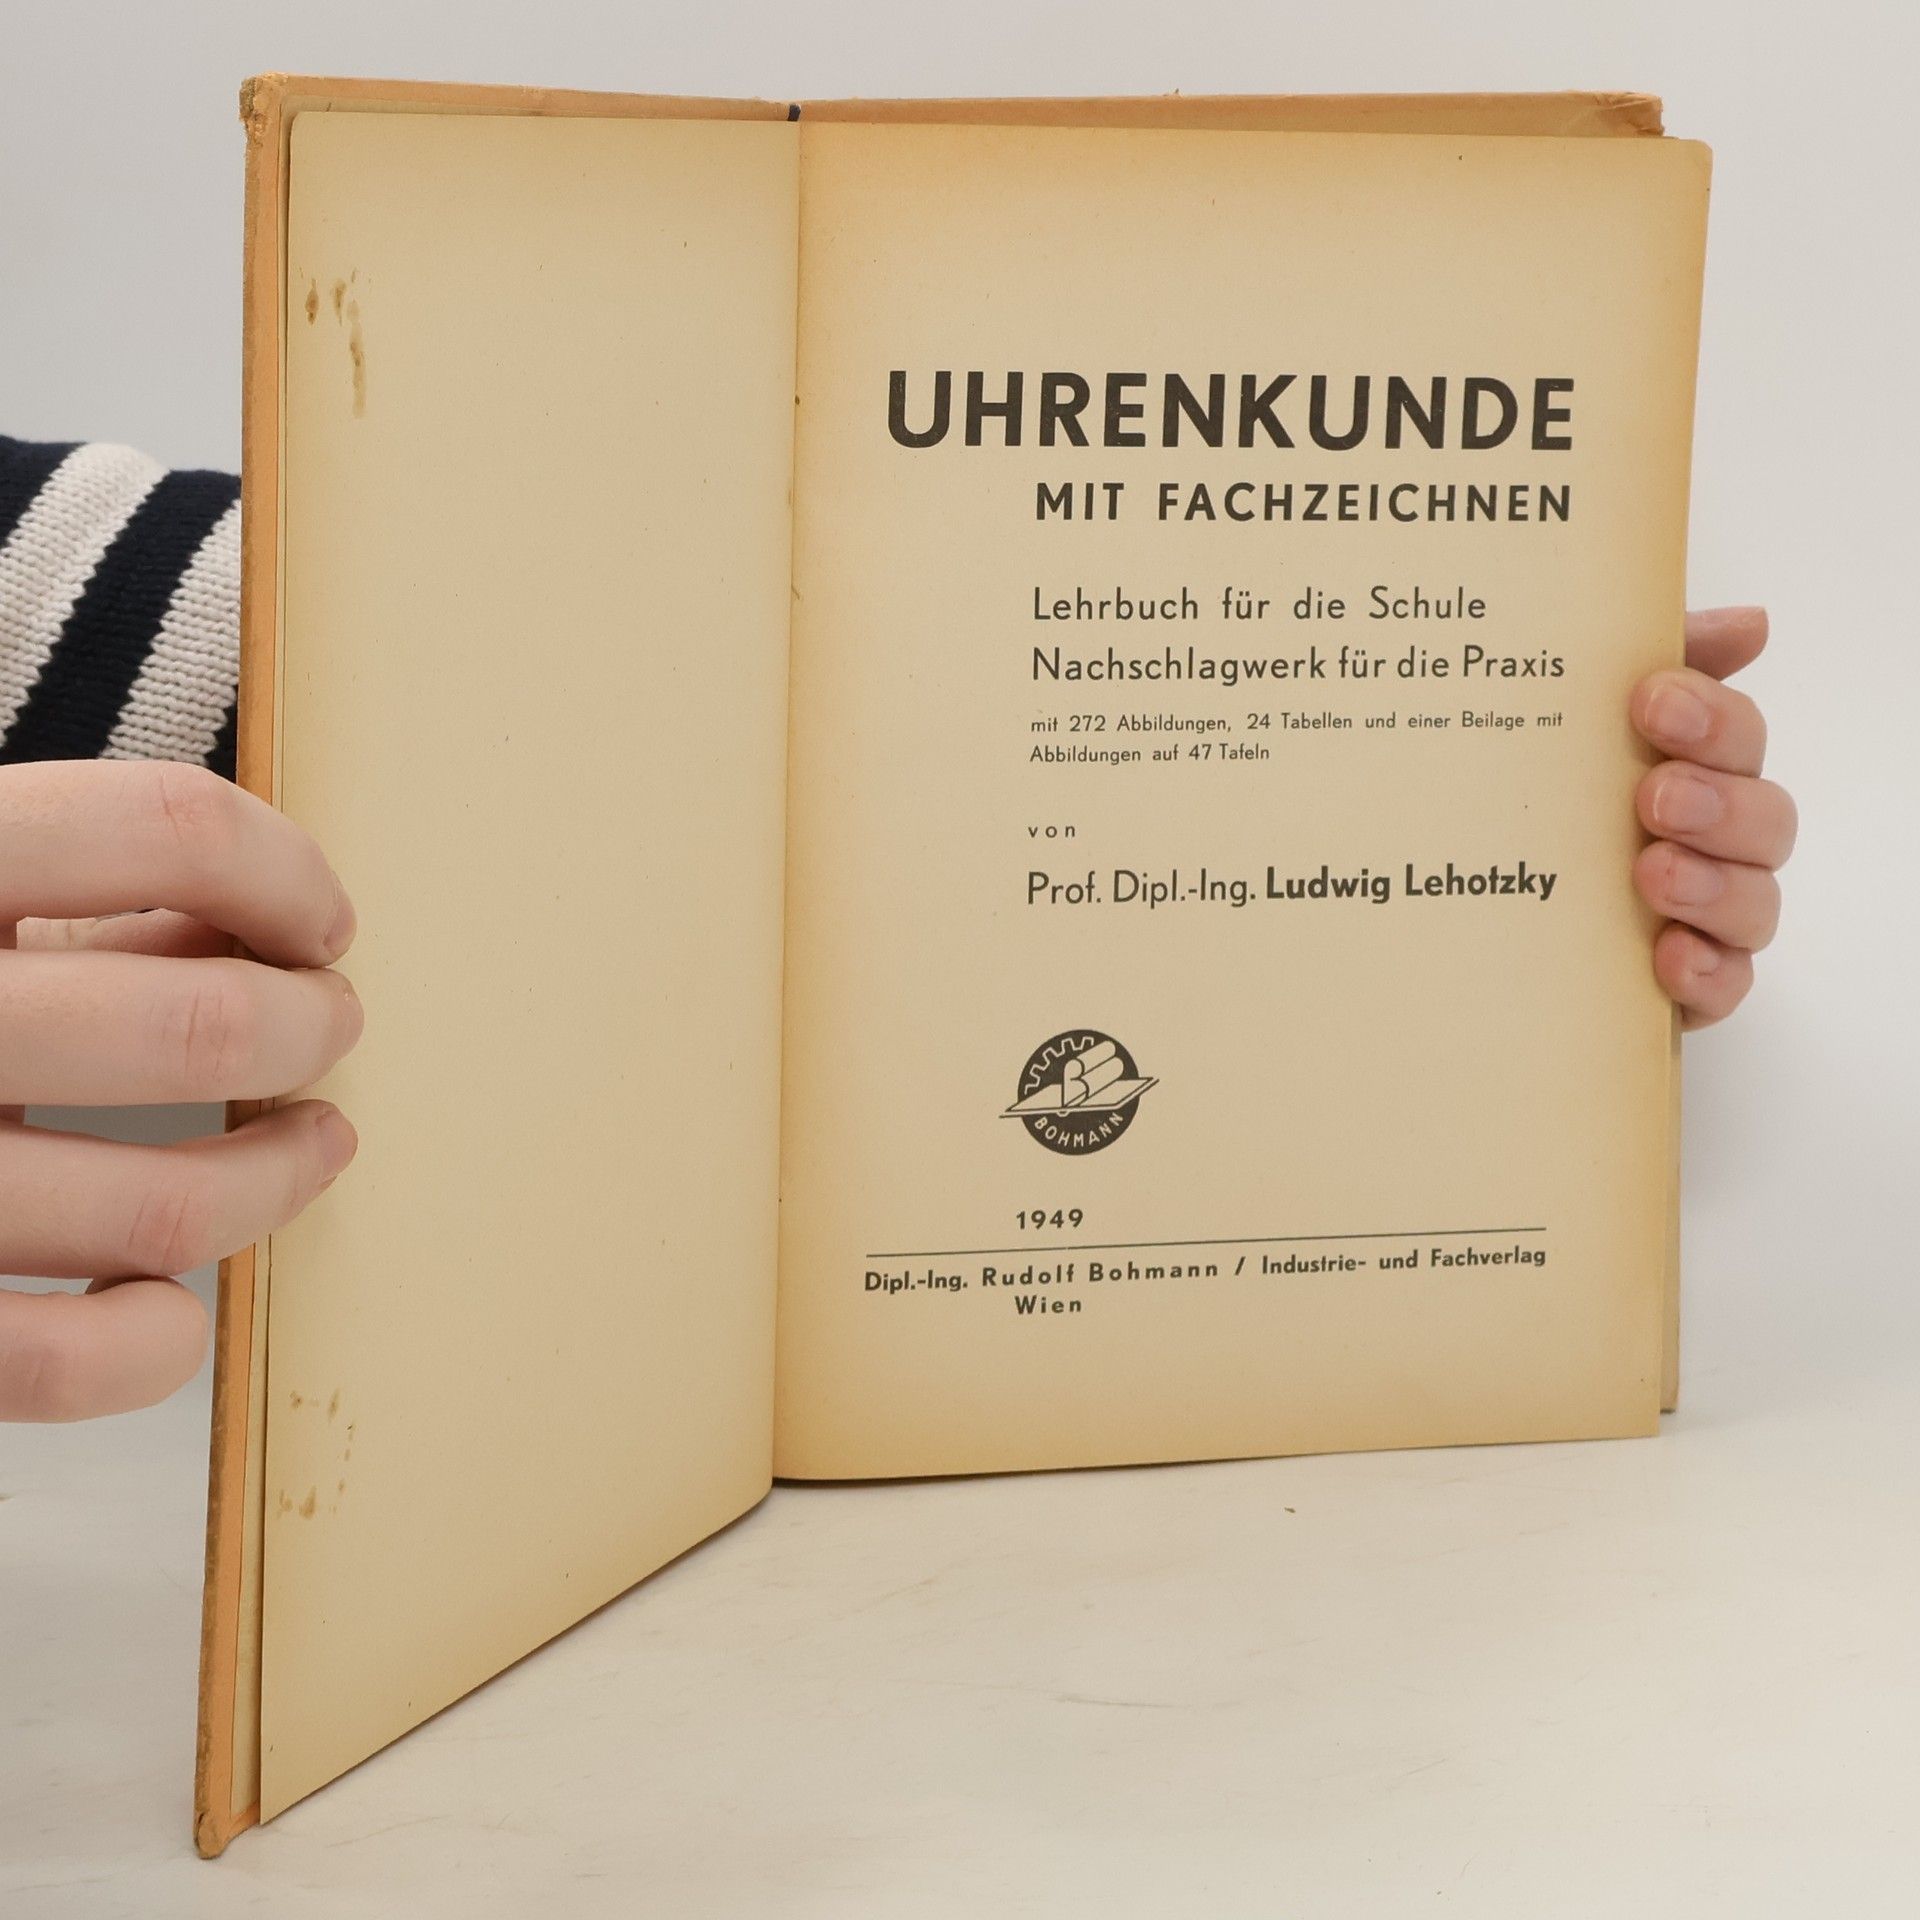 UHRENKUNDE
MIT FACHZEICHNEN
Lehrbuch für die Schule
Nachschlagwerk für die Praxis
mit 272 Abbildungen, 24 Tabellen und einer Beilage mit
Abbildungen auf 47 Tafeln
von
Prof. Dipl.-Ing. Ludwig Lehotzky
B
BOHMANN
1949
Dipl.-Ing. Rudolf Bohmann / Industrie- und Fachverlag
Wien